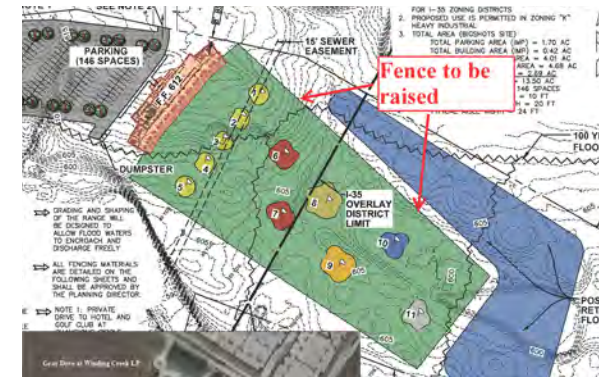 SEE NOTE 2
FOR I-35 ZONING DISTRICTS
2. PROPOSED USE IS PERMITTED IN ZONING "K"
HEAVY INDUSTRIAL
3. TOTAL AREA (BIGSHOTS SITE)
TOTAL PARKING AREA (IMP) = 1.70 AC
TOTAL BUILDING AREA (IMP) = 0.42 AC
REA = 4.01 AC
AREA = 4.68 AC
= 2.69 AC
= 13.50 AC
146 SPACES
= 10 FT
H = 20 FT
24 FT
PARKING
(146 SPACES)
15' SEWER
EASEMENT
Fence to be
raised
F.F 612
100 Y
FLOO
1
2
3
4
5
6
7
8
9
10
11
DUMPSTER
I-35
OVERLAY
DISTRICT
LIMIT
605
605
605
605
605
GRADING AND SHAPING
OF THE RANGE WILL
BE DESIGNED TO
ALLOW FLOOD WATERS
TO ENCROACH AND
DISCHARGE FREELY
ALL FENCING MATERIALS
ARE DETAILED ON THE
FOLLOWING SHEETS AND
SHALL BE APPROVED BY
THE PLANNING DIRECTOR.
NOTE 1: PRIVATE
DRIVE TO HOTEL AND
GOLF CLUB AT
POS
RET
FLO
Gear Drive at Winding Creek LP